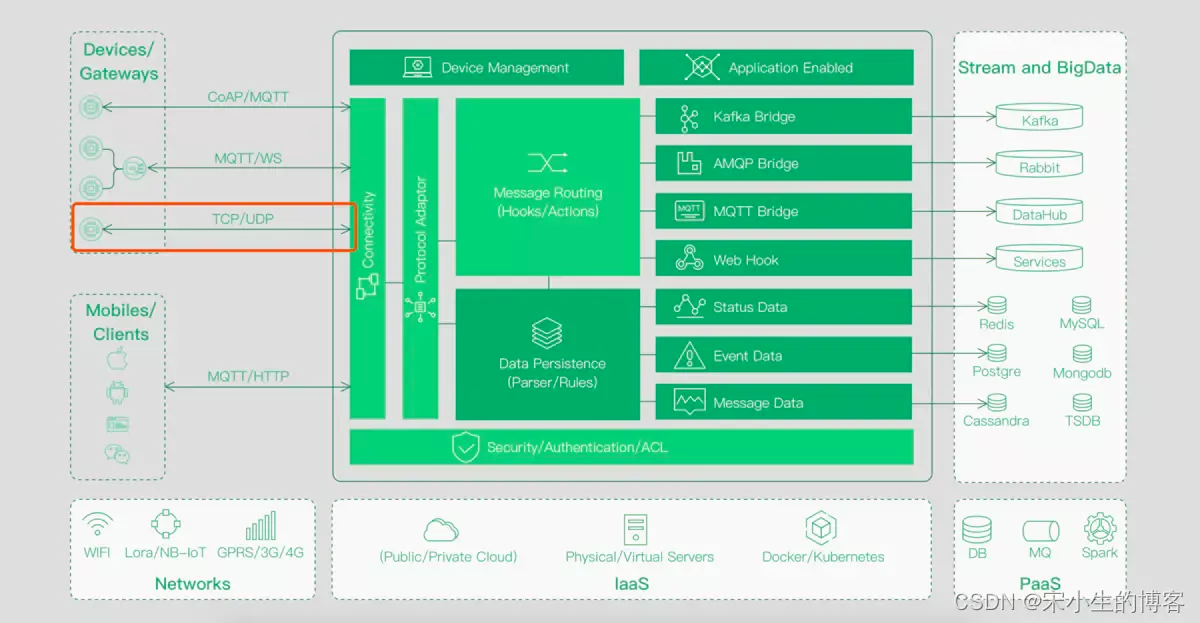 Devices/
Gateways
CoAP/MQTT
MQTT/WS
TCP/UDP
Mobiles/
Clients
MQTT/HTTP
Device Management
Application Enabled
Connectivity
Protocol Adaptor
Message Routing
(Hooks/Actions)
Data Persistence
(Parser/Rules)
Kafka Bridge
AMQP Bridge
MQTT
MQTT Bridge
Web Hook
Status Data
Event Data
Message Data
Security/Authentication/ACL
Stream and BigData
Kafka
Rabbit
DataHub
Services
Redis
MySQL
Postgre
Mongodb
Cassandra
TSDB
WIFI
Lora/NB-IoT
GPRS/3G/4G
Networks
(Public/Private Cloud)
Physical/Virtual Servers
Docker/Kubernetes
IaaS
DB
MQ
Spark
PaaS
CSDN @宋小生的博客